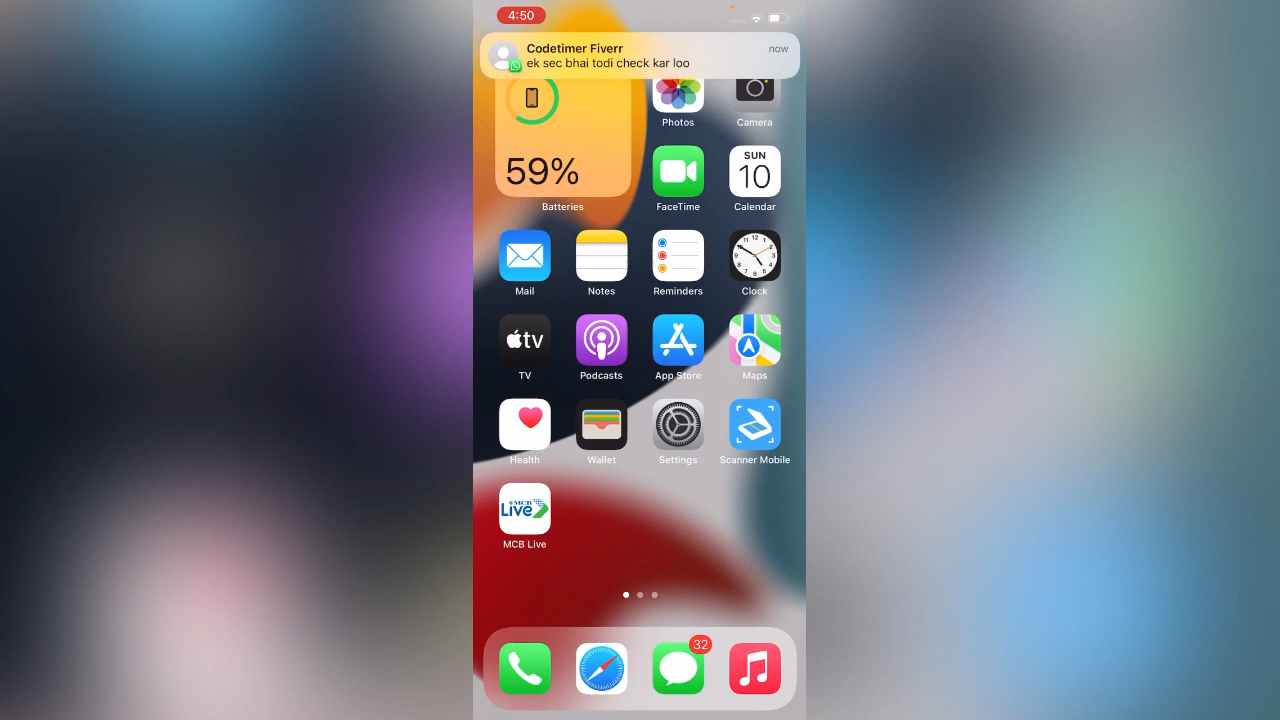 4:50
Codetimer Fiverr
now
ek sec bhai todi check kar loo
Photos
Camera
59%
SUN
10
Batteries
FaceTime
Calendar
Mail
Notes
Reminders
Clock
tv
TV
Podcasts
App Store
Maps
Health
Wallet
Settings
Scanner Mobile
MCB
Live
MCB Live
32